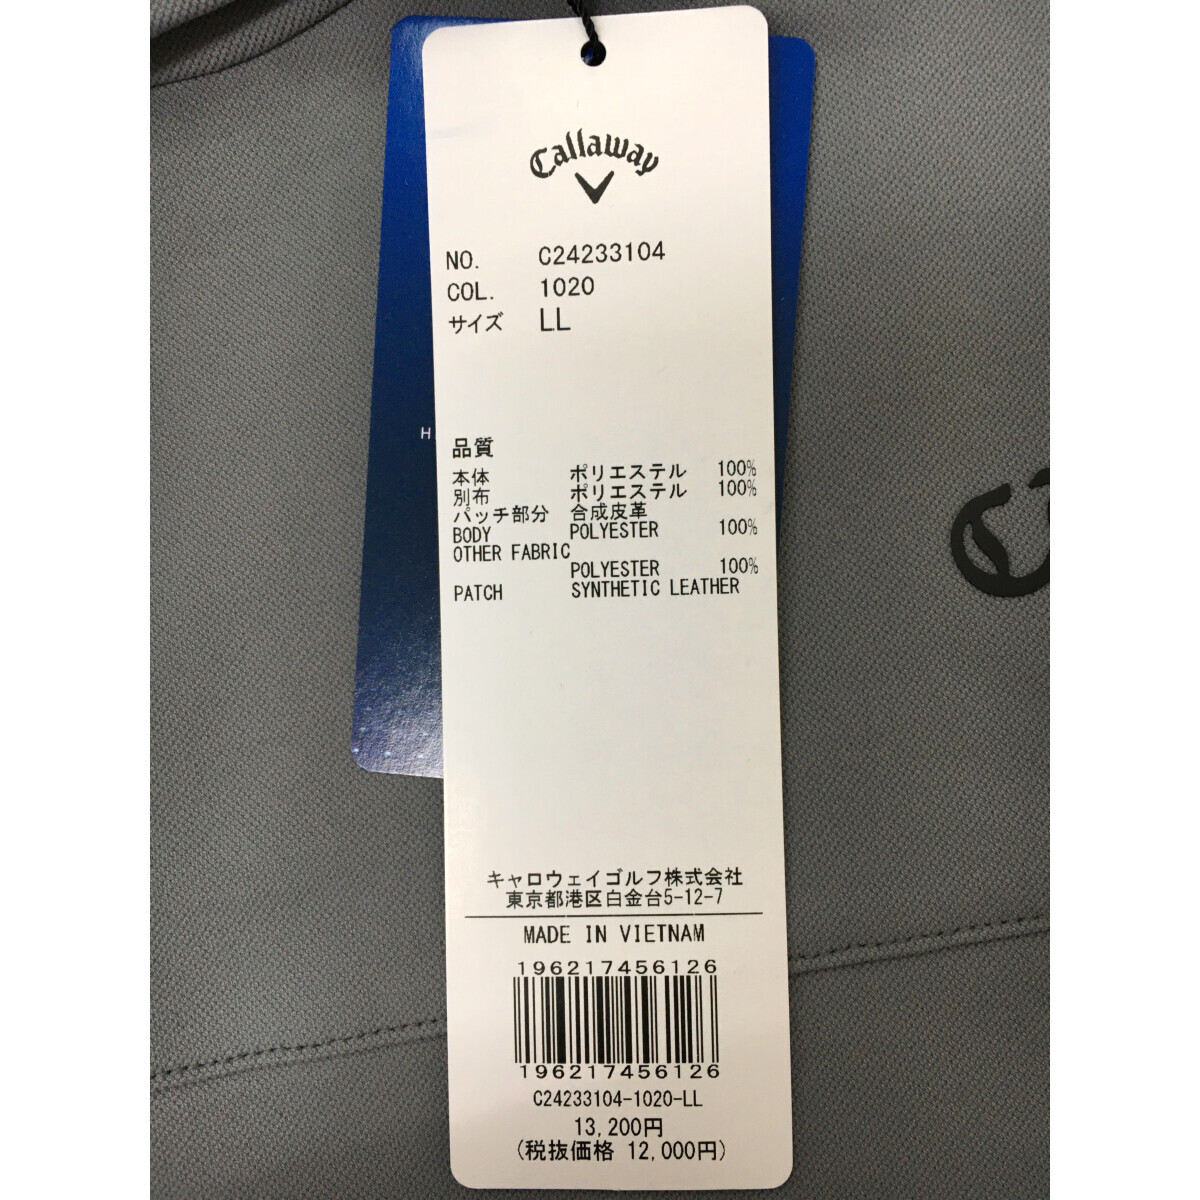 Callaway
NO. C24233104
COL. 1020
サイズ LL
品質
本体 ポリエステル 100%
別布 ポリエステル 100%
パッチ部分 合成皮革
BODY POLYESTER 100%
OTHER FABRIC
POLYESTER 100%
PATCH SYNTHETIC LEATHER
キャロウェイゴルフ株式会社
東京都港区白金台5-12-7
MADE IN VIETNAM
196217456126
196217456126
C24233104-1020-LL
13,200円
(税抜価格 12,000円)